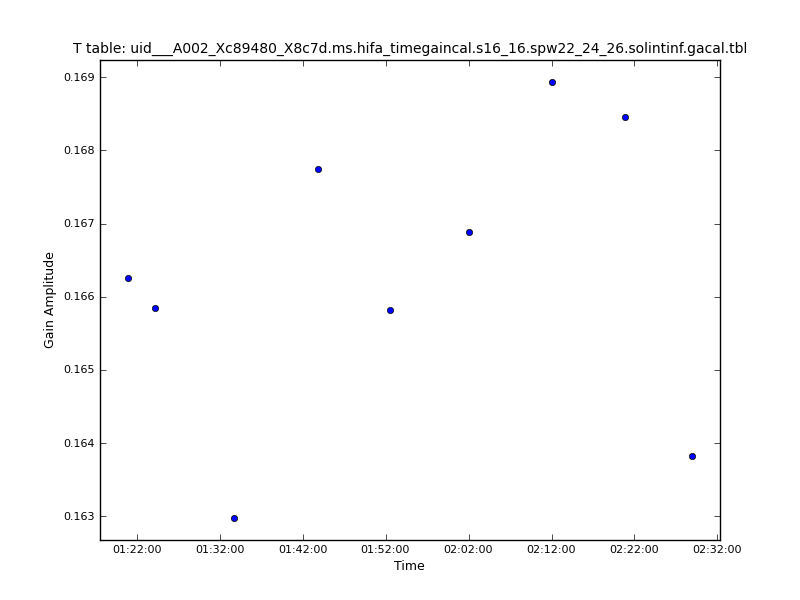 T table: uid___A002_Xc89480_X8c7d.ms.hifa_timegaincal.s16_16.spw22_24_26.solintinf.gacal.tbl
0.169
0.168
0.167
0.166
0.165
0.164
0.163
Gain Amplitude
01:22:00 01:32:00 01:42:00 01:52:00 02:02:00 02:12:00 02:22:00 02:32:00
Time